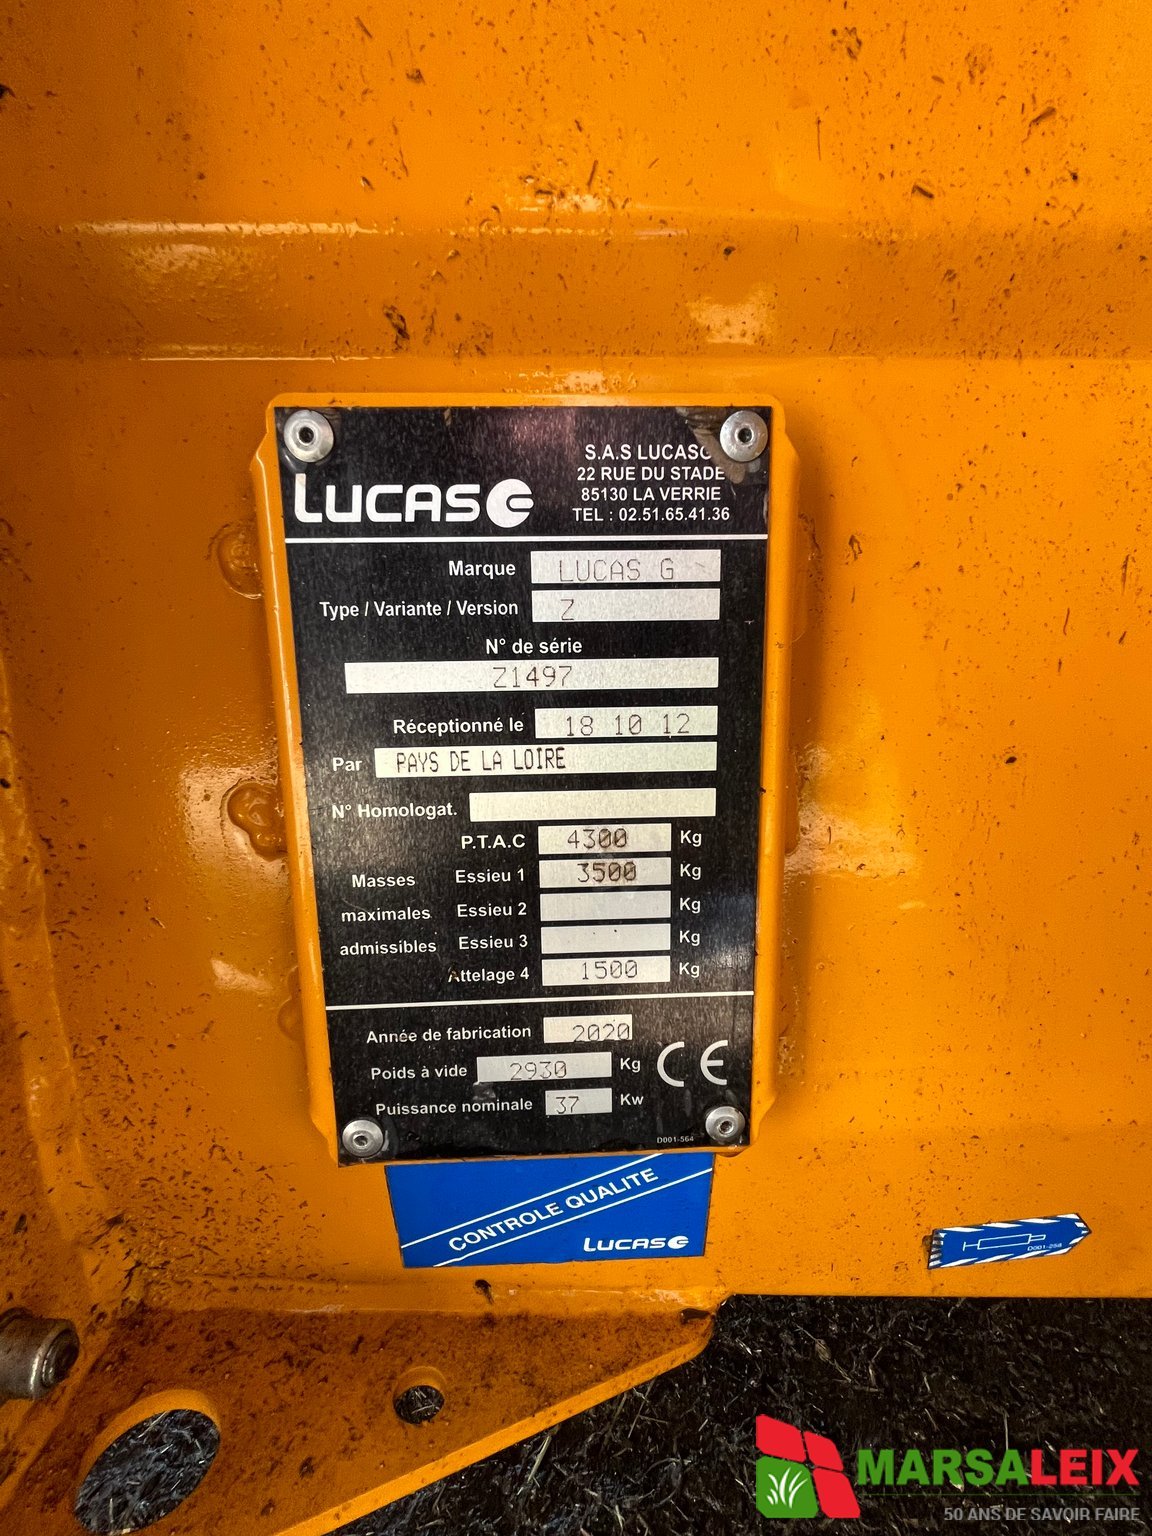 LUCAS G
S.A.S LUCASG
22 RUE DU STADE
85130 LA VERRIE
TEL : 02.51.65.41.36
Marque LUCAS G
Type / Variante / Version Z
N° de série
Z1497
Réceptionné le 18 10 12
Par PAYS DE LA LOIRE
N° Homologat.
P.T.A.C 4300 Kg
Masses Essieu 1 3500 Kg
maximales Essieu 2 Kg
admissibles Essieu 3 Kg
Attelage 4 1500 Kg
Année de fabrication 2020
Poids à vide 2930 Kg CE
Puissance nominale 37 Kw
D001-564
CONTROLE QUALITE
LUCAS G
D001-258
MARSALEIX
50 ANS DE SAVOIR FAIRE